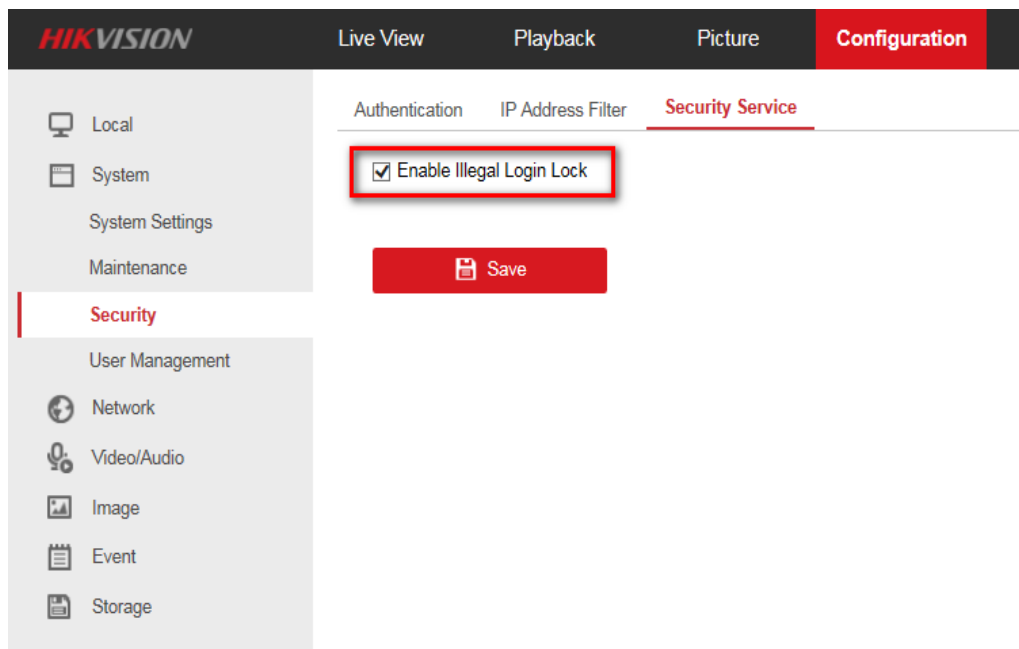 HIKVISION
Live View Playback Picture Configuration
Authentication IP Address Filter Security Service
Enable Illegal Login Lock
Save
Local
System
System Settings
Maintenance
Security
User Management
Network
Video/Audio
Image
Event
Storage